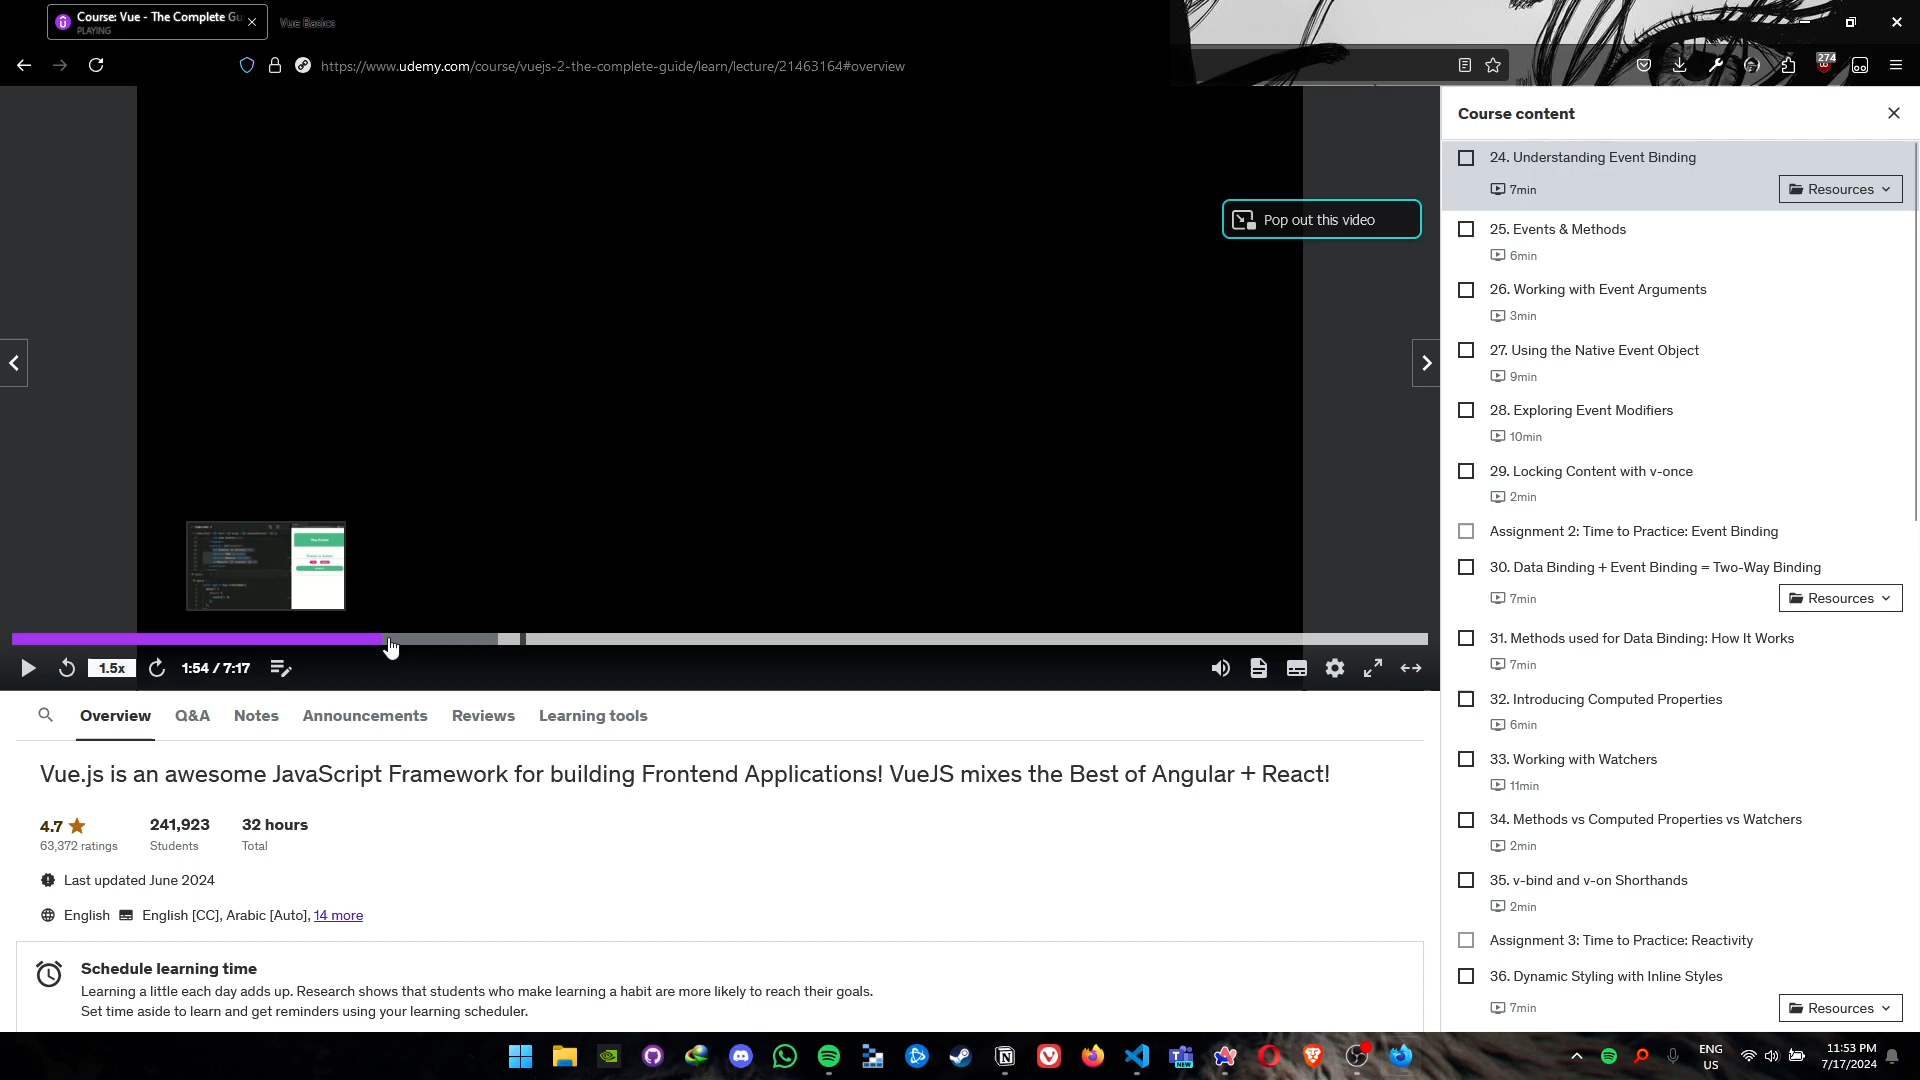 Course: Vue - The Complete Gu
PLAYING
Vue Basics
https://www.udemy.com/course/vuejs-2-the-complete-guide/learn/lecture/21463164#overview
274
Pop out this video
1.5x
1:54 / 7:17
Overview
Q&A
Notes
Announcements
Reviews
Learning tools
Vue.js is an awesome JavaScript Framework for building Frontend Applications! VueJS mixes the Best of Angular + React!
4.7
63,372 ratings
241,923
Students
32 hours
Total
Last updated June 2024
English
English [CC], Arabic [Auto], 14 more
Schedule learning time
Learning a little each day adds up. Research shows that students who make learning a habit are more likely to reach their goals.
Set time aside to learn and get reminders using your learning scheduler.
Course content
24. Understanding Event Binding
7min
Resources
25. Events & Methods
6min
26. Working with Event Arguments
3min
27. Using the Native Event Object
9min
28. Exploring Event Modifiers
10min
29. Locking Content with v-once
2min
Assignment 2: Time to Practice: Event Binding
30. Data Binding + Event Binding = Two-Way Binding
7min
Resources
31. Methods used for Data Binding: How It Works
7min
32. Introducing Computed Properties
6min
33. Working with Watchers
11min
34. Methods vs Computed Properties vs Watchers
2min
35. v-bind and v-on Shorthands
2min
Assignment 3: Time to Practice: Reactivity
36. Dynamic Styling with Inline Styles
7min
Resources
NEW
ENG
US
11:53 PM
7/17/2024